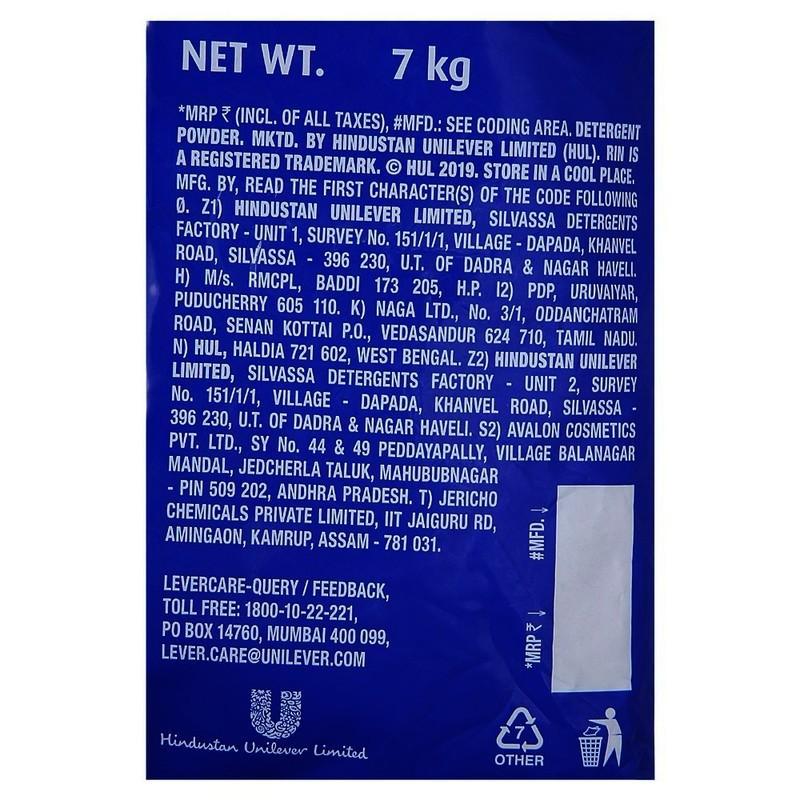 NET WT. 7 kg
*MRP ₹ (INCL. OF ALL TAXES), #MFD.: SEE CODING AREA. DETERGENT
POWDER. MKTD. BY HINDUSTAN UNILEVER LIMITED (HUL). RIN IS
A REGISTERED TRADEMARK. © HUL 2019. STORE IN A COOL PLACE.
MFG. BY, READ THE FIRST CHARACTER(S) OF THE CODE FOLLOWING
Ø. Z1) HINDUSTAN UNILEVER LIMITED, SILVASSA DETERGENTS
FACTORY - UNIT 1, SURVEY No. 151/1/1, VILLAGE - DAPADA, KHANVEL
ROAD, SILVASSA - 396 230, U.T. OF DADRA & NAGAR HAVELI.
H) M/s. RMCPL, BADDI 173 205, H.P. I2) PDP, URUVAIYAR,
PUDUCHERRY 605 110. K) NAGA LTD., No. 3/1, ODDANCHATRAM
ROAD, SENAN KOTTAI P.O., VEDASANDUR 624 710, TAMIL NADU.
N) HUL, HALDIA 721 602, WEST BENGAL. Z2) HINDUSTAN UNILEVER
LIMITED, SILVASSA DETERGENTS FACTORY - UNIT 2, SURVEY
No. 151/1/1, VILLAGE - DAPADA, KHANVEL ROAD, SILVASSA -
396 230, U.T. OF DADRA & NAGAR HAVELI. S2) AVALON COSMETICS
PVT. LTD., SY No. 44 & 49 PEDDAYAPALLY, VILLAGE BALANAGAR
MANDAL, JEDCHERLA TALUK, MAHUBUBNAGAR
- PIN 509 202, ANDHRA PRADESH. T) JERICHO
CHEMICALS PRIVATE LIMITED, IIT JAIGURU RD,
AMINGAON, KAMRUP, ASSAM - 781 031.
#MFD. ↓
*MRP ₹ ↓
LEVERCARE-QUERY / FEEDBACK,
TOLL FREE: 1800-10-22-221,
PO BOX 14760, MUMBAI 400 099,
LEVER.CARE@UNILEVER.COM
Hindustan Unilever Limited
7
OTHER